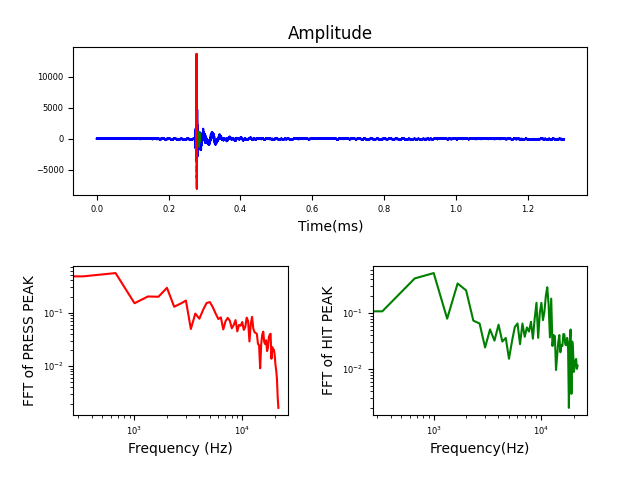 Amplitude
10000
5000
0
−5000
0.0 0.2 0.4 0.6 0.8 1.0 1.2
Time(ms)
FFT of PRESS PEAK
10⁻¹
10⁻²
10³ 10⁴
Frequency (Hz)
FFT of HIT PEAK
10⁻¹
10⁻²
10³ 10⁴
Frequency(Hz)